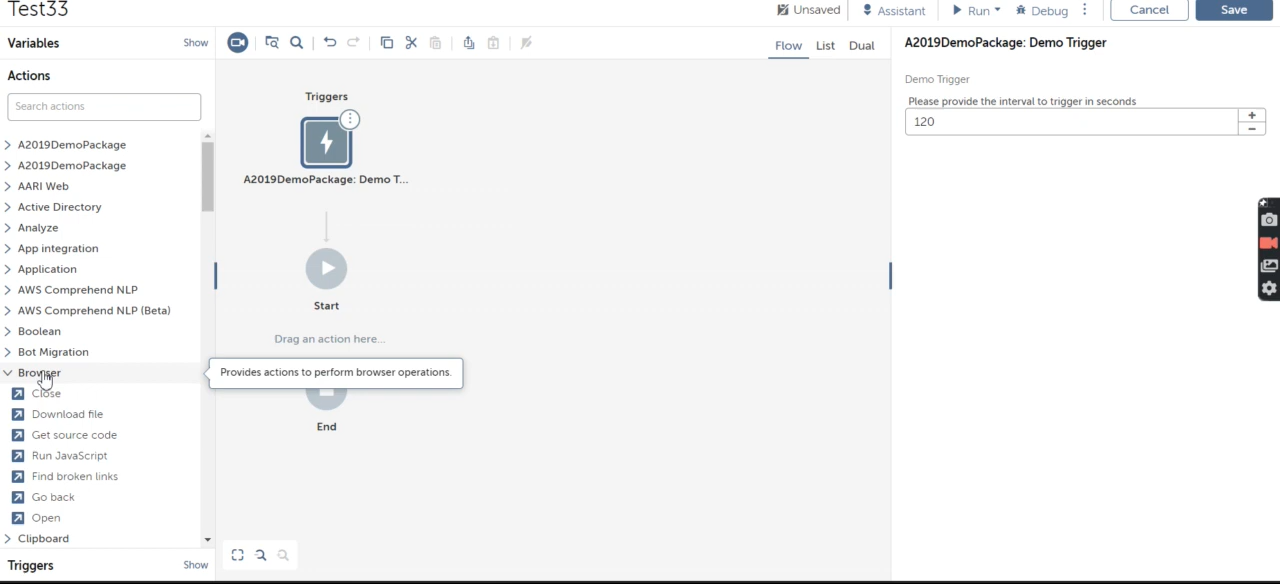 Test33
Unsaved
Assistant
Run
Debug
Cancel
Save
Variables
Show
Flow
List
Dual
A2019DemoPackage: Demo Trigger
Actions
Search actions
Demo Trigger
Please provide the interval to trigger in seconds
120
Triggers
A2019DemoPackage: Demo T...
Start
Drag an action here...
End
A2019DemoPackage
A2019DemoPackage
AARI Web
Active Directory
Analyze
App integration
Application
AWS Comprehend NLP
AWS Comprehend NLP (Beta)
Boolean
Bot Migration
Browser
Provides actions to perform browser operations.
Close
Download file
Get source code
Run JavaScript
Find broken links
Go back
Open
Clipboard
Triggers
Show